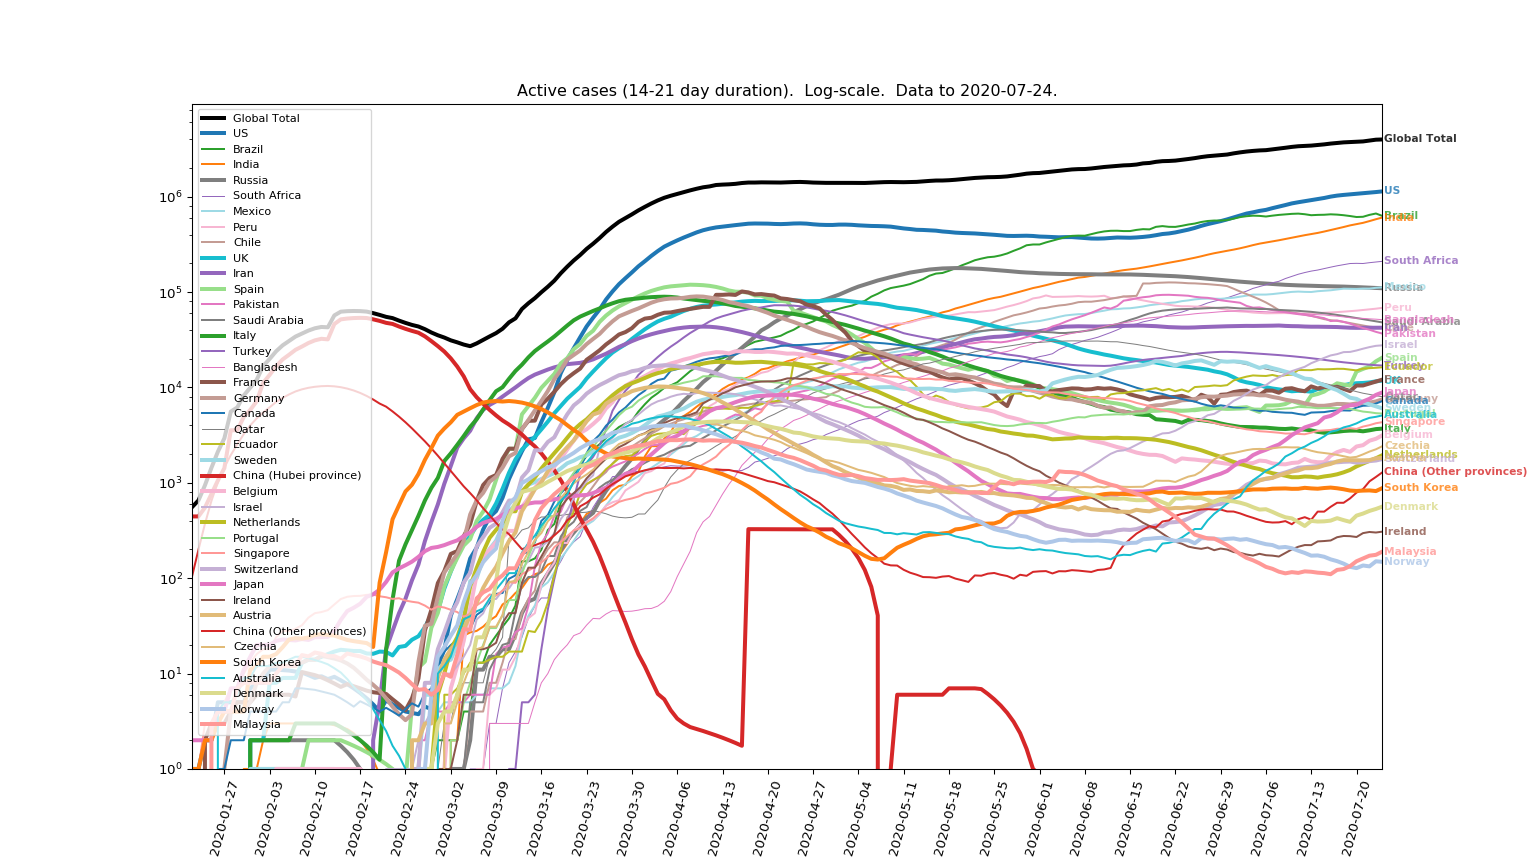 Active cases (14-21 day duration).  Log-scale.  Data to 2020-07-24.
Global Total
US
Brazil
India
Russia
South Africa
Mexico
Peru
Chile
UK
Iran
Spain
Pakistan
Saudi Arabia
Italy
Turkey
Bangladesh
France
Germany
Canada
Qatar
Ecuador
Sweden
China (Hubei province)
Belgium
Israel
Netherlands
Portugal
Singapore
Switzerland
Japan
Ireland
Austria
China (Other provinces)
Czechia
South Korea
Australia
Denmark
Norway
Malaysia
10^6
10^5
10^4
10^3
10^2
10^1
10^0
Global Total
US
Brazil
India
South Africa
Russia
Peru
Bangladesh
Saudi Arabia
Iran
Pakistan
Israel
Spain
Turkey
France
Japan
Canada
Sweden
Australia
Singapore
Italy
Belgium
Czechia
Netherlands
Switzerland
China (Other provinces)
South Korea
Denmark
Ireland
Malaysia
Norway
2020-01-27
2020-02-03
2020-02-10
2020-02-17
2020-02-24
2020-03-02
2020-03-09
2020-03-16
2020-03-23
2020-03-30
2020-04-06
2020-04-13
2020-04-20
2020-04-27
2020-05-04
2020-05-11
2020-05-18
2020-05-25
2020-06-01
2020-06-08
2020-06-15
2020-06-22
2020-06-29
2020-07-06
2020-07-13
2020-07-20